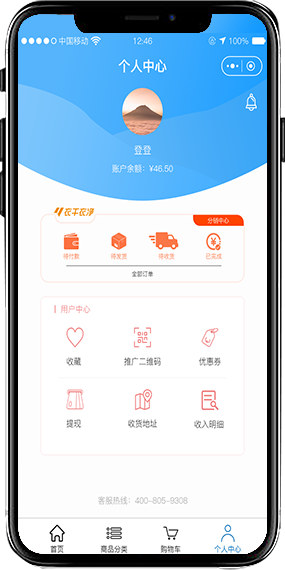 中国移动 12:46 100%
个人中心
登登
账户余额：¥46.50
衣干衣净 分销中心
待付款 待发货 待收货 已完成
全部订单
用户中心
收藏 推广二维码 优惠券
提现 收货地址 收入明细
客服热线：400-805-9308
首页 商品分类 购物车 个人中心